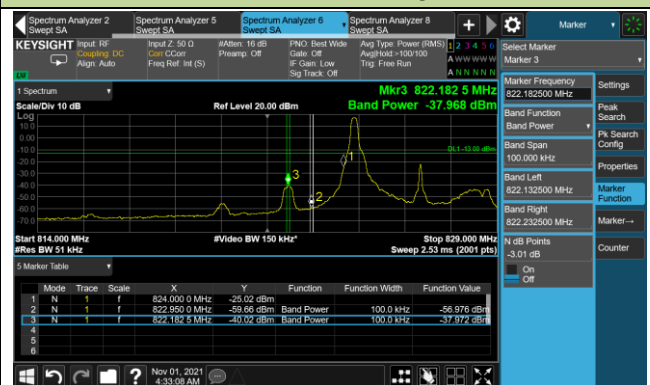 Spectrum Analyzer 2
Swept SA
Spectrum Analyzer 5
Swept SA
Spectrum Analyzer 6
Swept SA
Spectrum Analyzer 8
Swept SA
Marker
KEYSIGHT
Input: RF
Coupling: DC
Align: Auto
Input Z: 50 Ω
Corr CCorr
Freq Ref: Int (S)
#Atten: 16 dB
Preamp: Off
PNO: Best Wide
Gate: Off
IF Gain: Low
Sig Track: Off
Avg Type: Power (RMS)
Avg|Hold:>100/100
Trig: Free Run
1 2 3 4 5 6
A W W W W W
A N N N N N
Select Marker
Marker 3
1 Spectrum
Scale/Div 10 dB
Ref Level 20.00 dBm
Mkr3 822.182 5 MHz
Band Power -37.968 dBm
Log
10.0
0.00
-10.0
-20.0
-30.0
-40.0
-50.0
-60.0
-70.0
DL1 -13.00 dBm
1
3
2
Start 814.000 MHz
#Res BW 51 kHz
#Video BW 150 kHz*
Stop 829.000 MHz
Sweep 2.53 ms (2001 pts)
Marker Frequency
822.182500 MHz
Band Function
Band Power
Band Span
100.000 kHz
Band Left
822.132500 MHz
Band Right
822.232500 MHz
N dB Points
-3.01 dB
On
Off
Settings
Peak
Search
Pk Search
Config
Properties
Marker
Function
Marker→
Counter
5 Marker Table
Mode Trace Scale X Y Function Function Width Function Value
1 N 1 f 824.000 0 MHz -25.02 dBm
2 N 1 f 822.950 0 MHz -59.66 dBm Band Power 100.0 kHz -56.976 dBm
3 N 1 f 822.182 5 MHz -40.02 dBm Band Power 100.0 kHz -37.972 dBm
4
5
6
Nov 01, 2021
4:33:08 AM